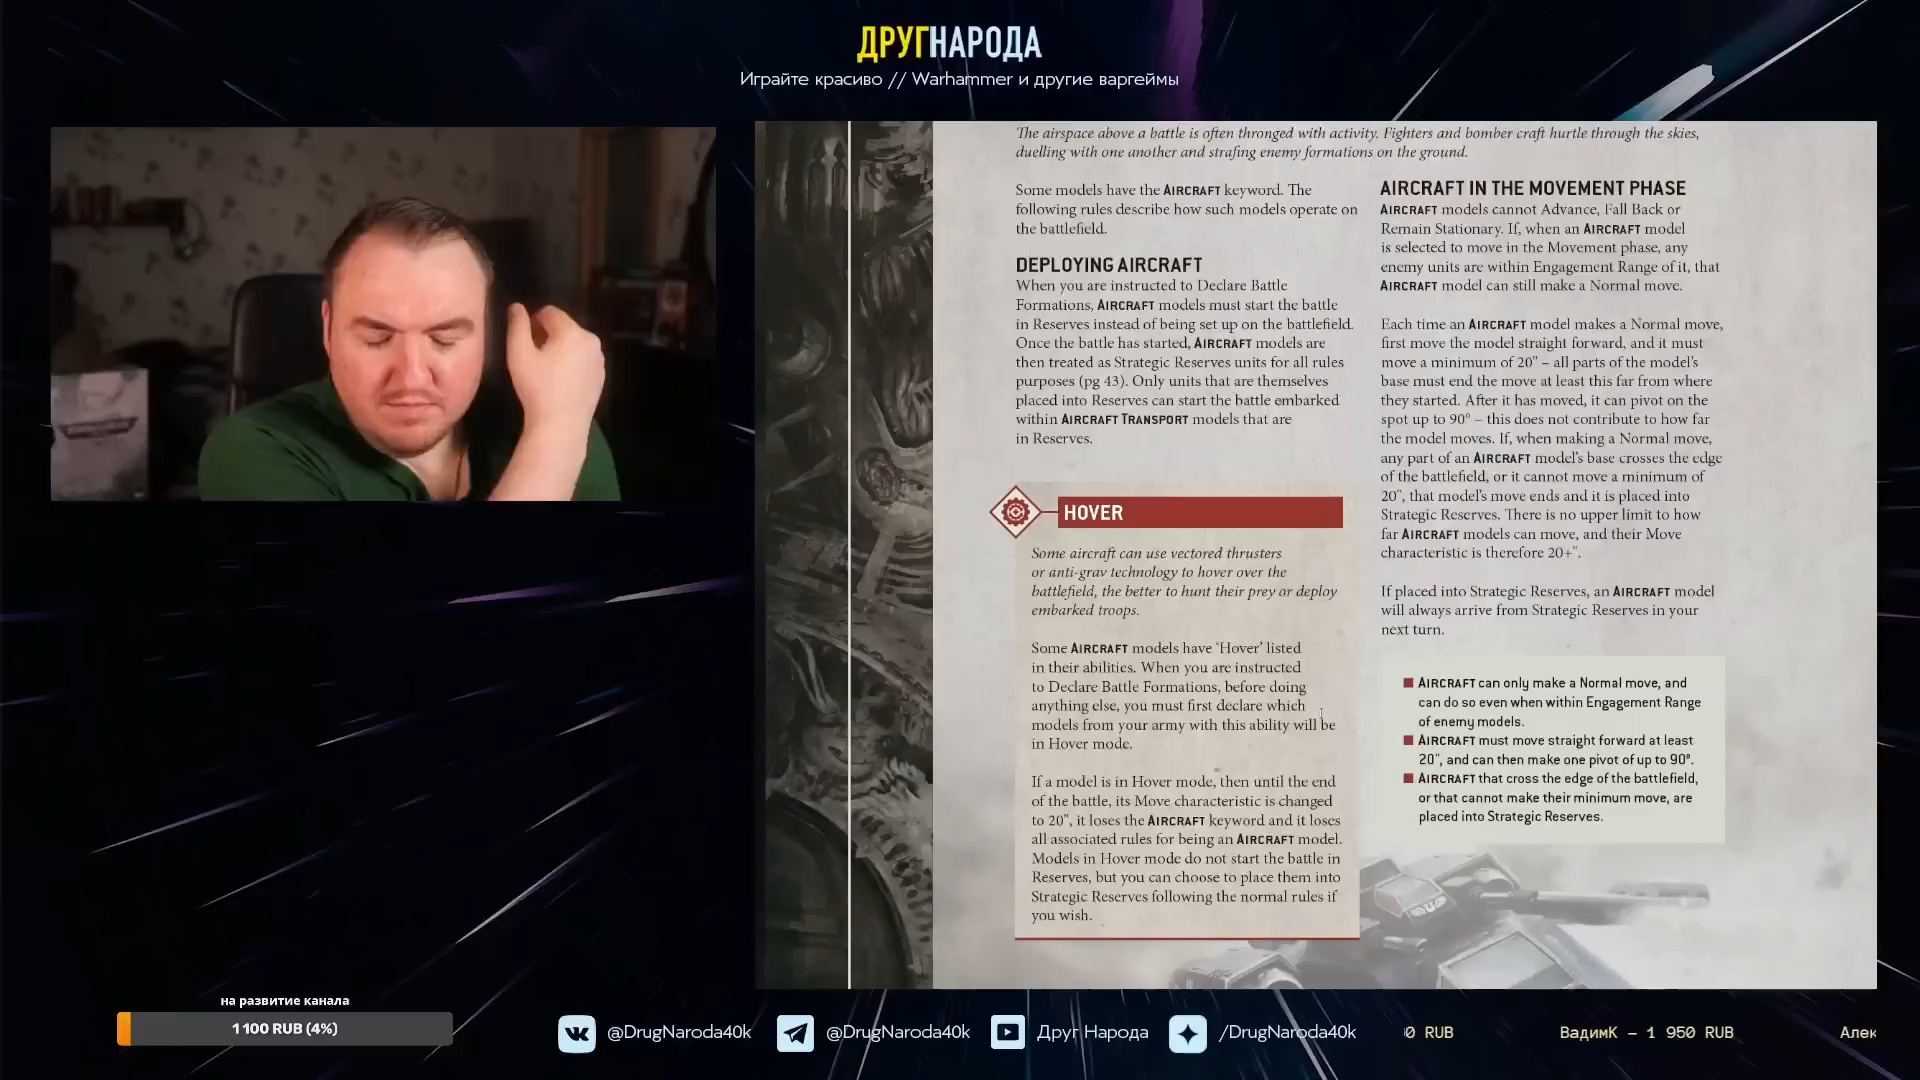 ДРУГНАРОДА
Играйте красиво // Warhammer и другие варгеймы
The airspace above a battle is often thronged with activity. Fighters and bomber craft hurtle through the skies,
duelling with one another and strafing enemy formations on the ground.
Some models have the AIRCRAFT keyword. The
following rules describe how such models operate on
the battlefield.
DEPLOYING AIRCRAFT
When you are instructed to Declare Battle
Formations, AIRCRAFT models must start the battle
in Reserves instead of being set up on the battlefield.
Once the battle has started, AIRCRAFT models are
then treated as Strategic Reserves units for all rules
purposes (pg 43). Only units that are themselves
placed into Reserves can start the battle embarked
within AIRCRAFT TRANSPORT models that are
in Reserves.
HOVER
Some aircraft can use vectored thrusters
or anti-grav technology to hover over the
battlefield, the better to hunt their prey or deploy
embarked troops.
Some AIRCRAFT models have ‘Hover’ listed
in their abilities. When you are instructed
to Declare Battle Formations, before doing
anything else, you must first declare which
models from your army with this ability will be
in Hover mode.
If a model is in Hover mode, then until the end
of the battle, its Move characteristic is changed
to 20", it loses the AIRCRAFT keyword and it loses
all associated rules for being an AIRCRAFT model.
Models in Hover mode do not start the battle in
Reserves, but you can choose to place them into
Strategic Reserves following the normal rules if
you wish.
AIRCRAFT IN THE MOVEMENT PHASE
AIRCRAFT models cannot Advance, Fall Back or
Remain Stationary. If, when an AIRCRAFT model
is selected to move in the Movement phase, any
enemy units are within Engagement Range of it, that
AIRCRAFT model can still make a Normal move.
Each time an AIRCRAFT model makes a Normal move,
first move the model straight forward, and it must
move a minimum of 20" – all parts of the model’s
base must end the move at least this far from where
they started. After it has moved, it can pivot on the
spot up to 90° – this does not contribute to how far
the model moves. If, when making a Normal move,
any part of an AIRCRAFT model’s base crosses the edge
of the battlefield, or it cannot move a minimum of
20", that model’s move ends and it is placed into
Strategic Reserves. There is no upper limit to how
far AIRCRAFT models can move, and their Move
characteristic is therefore 20+".
If placed into Strategic Reserves, an AIRCRAFT model
will always arrive from Strategic Reserves in your
next turn.
■ AIRCRAFT can only make a Normal move, and
can do so even when within Engagement Range
of enemy models.
■ AIRCRAFT must move straight forward at least
20", and can then make one pivot of up to 90°.
■ AIRCRAFT that cross the edge of the battlefield,
or that cannot make their minimum move, are
placed into Strategic Reserves.
на развитие канала
1 100 RUB (4%)
@DrugNaroda40k @DrugNaroda40k Друг Народа /DrugNaroda40k 0 RUB ВадимК – 1 950 RUB Алек